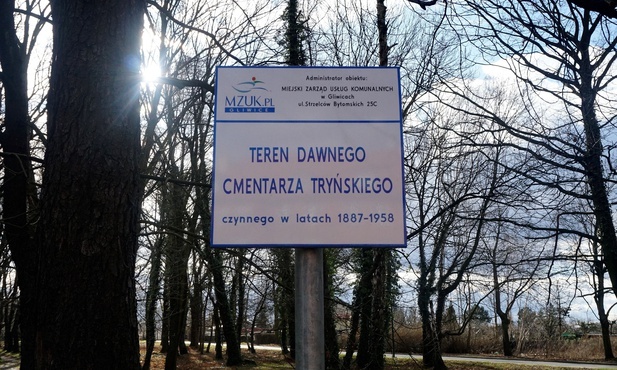 MZUK.PL
GLIWICE
Administrator obiektu:
MIEJSKI ZARZĄD USŁUG KOMUNALNYCH
w Gliwicach
ul.Strzelców Bytomskich 25C
TEREN DAWNEGO
CMENTARZA TRYŃSKIEGO
czynnego w latach 1887-1958